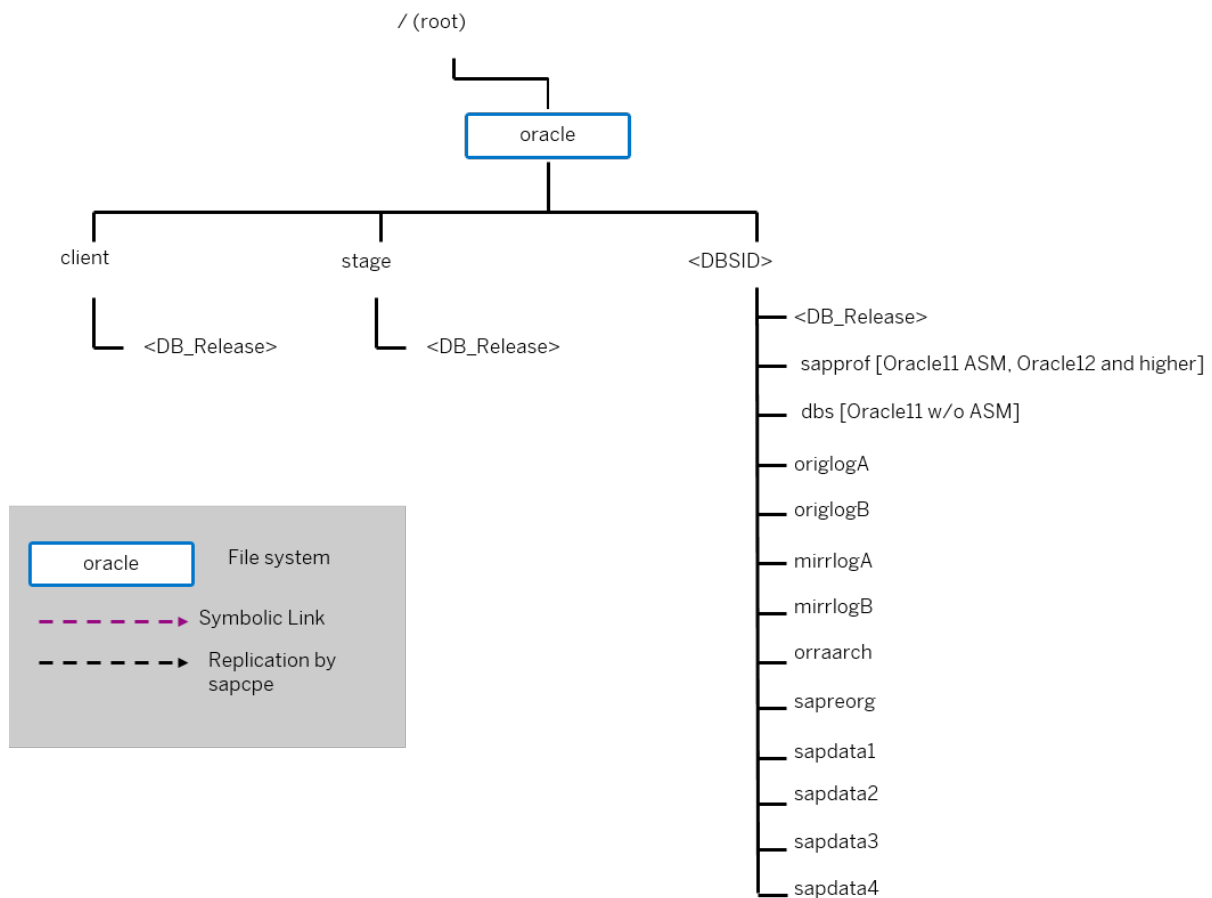 / (root)
oracle
client
stage
<DBSID>
<DB_Release>
<DB_Release>
<DB_Release>
sapprof [Oracle11 ASM, Oracle12 and higher]
dbs [Oracle11 w/o ASM]
origlogA
origlogB
mirrlogA
mirrlogB
orraarch
sapreorg
sapdata1
sapdata2
sapdata3
sapdata4
oracle
File system
Symbolic Link
Replication by
sapcpe